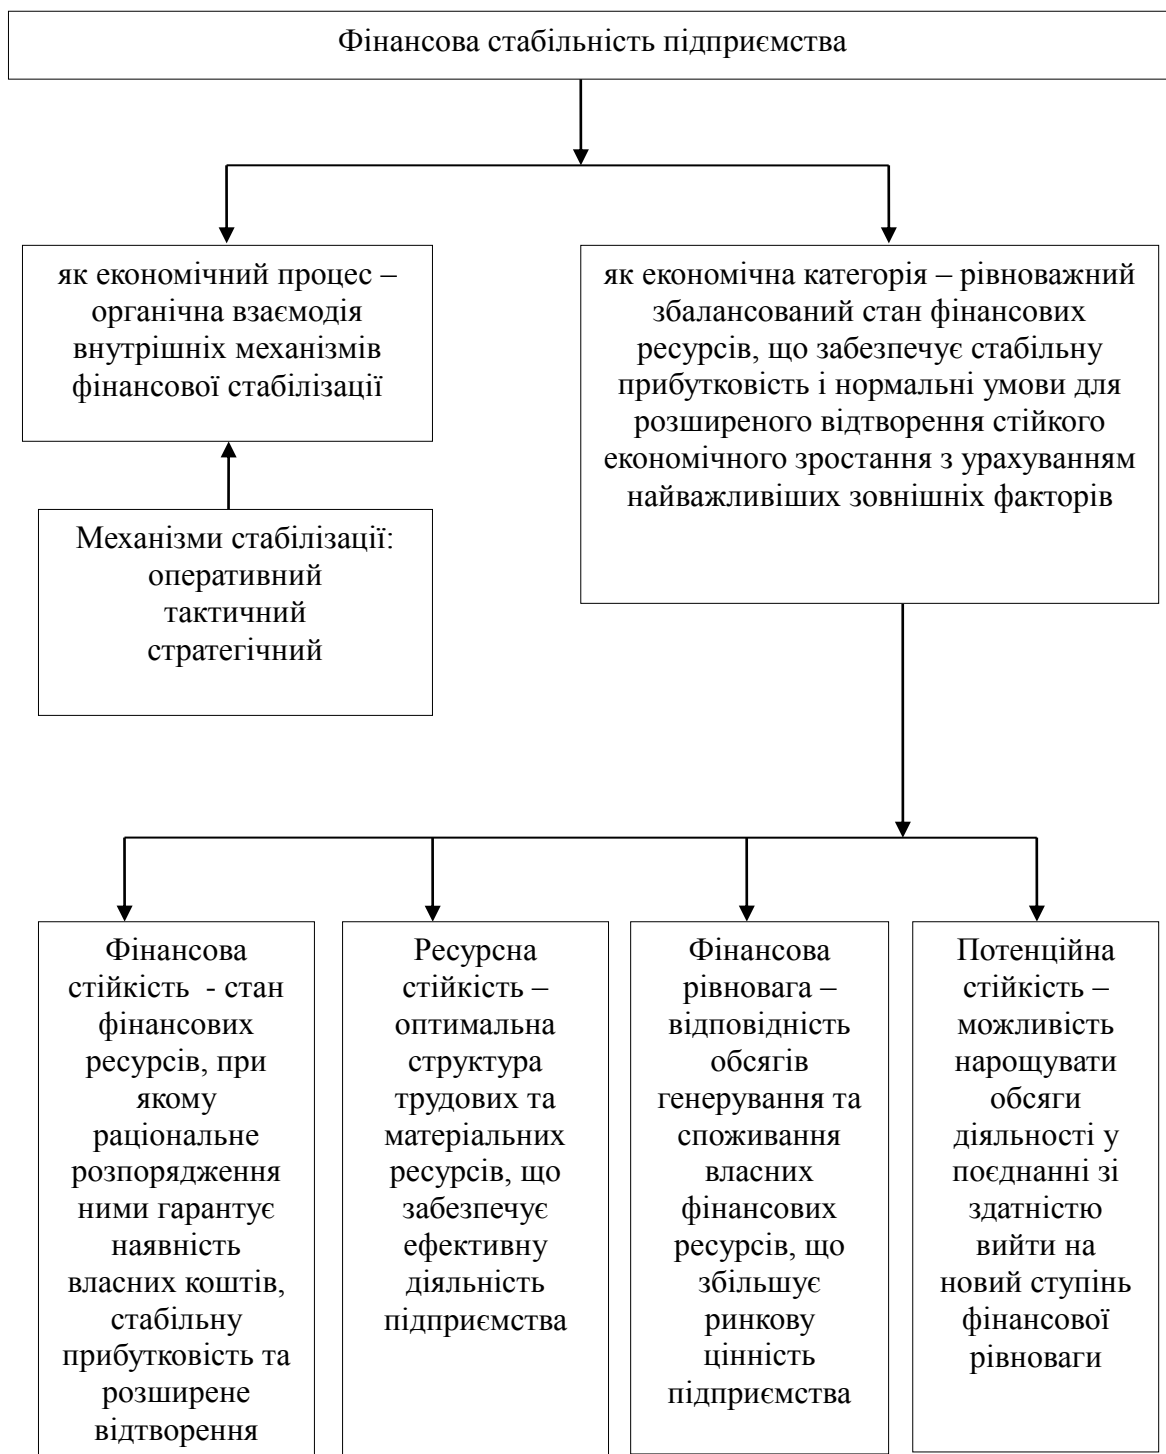 Фінансова стабільність підприємства
як економічний процес –
органічна взаємодія
внутрішніх механізмів
фінансової стабілізації
як економічна категорія – рівноважний
збалансований стан фінансових
ресурсів, що забезпечує стабільну
прибутковість і нормальні умови для
розширеного відтворення стійкого
економічного зростання з урахуванням
найважливіших зовнішніх факторів
Механізми стабілізації:
оперативний
тактичний
стратегічний
Фінансова
стійкість  - стан
фінансових
ресурсів, при
якому
раціональне
розпорядження
ними гарантує
наявність
власних коштів,
стабільну
прибутковість та
розширене
відтворення
Ресурсна
стійкість –
оптимальна
структура
трудових та
матеріальних
ресурсів, що
забезпечує
ефективну
діяльність
підприємства
Фінансова
рівновага –
відповідність
обсягів
генерування та
споживання
власних
фінансових
ресурсів, що
збільшує
ринкову
цінність
підприємства
Потенційна
стійкість –
можливість
нарощувати
обсяги
діяльності у
поєднанні зі
здатністю
вийти на
новий ступінь
фінансової
рівноваги